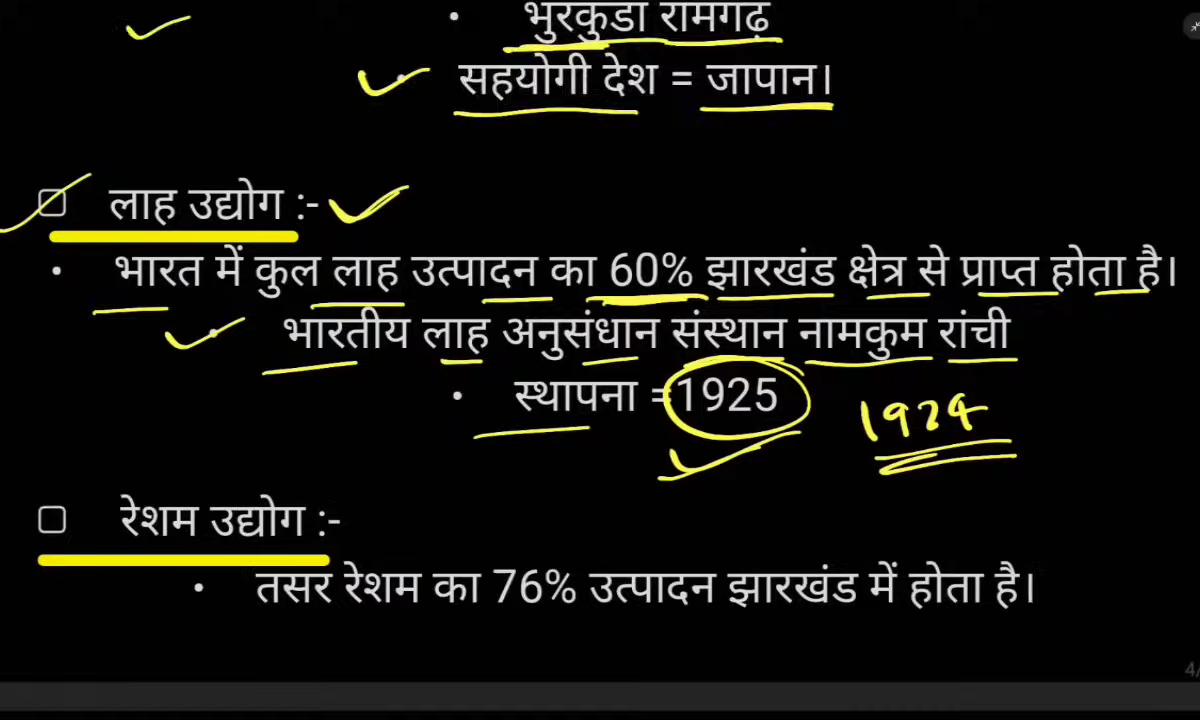 • भुरकुंडा रामगढ़
• सहयोगी देश = जापान।
लाह उद्योग :-
• भारत में कुल लाह उत्पादन का 60% झारखंड क्षेत्र से प्राप्त होता है।
• भारतीय लाह अनुसंधान संस्थान नामकुम रांची
• स्थापना = 1925
1924
रेशम उद्योग :-
• तसर रेशम का 76% उत्पादन झारखंड में होता है।